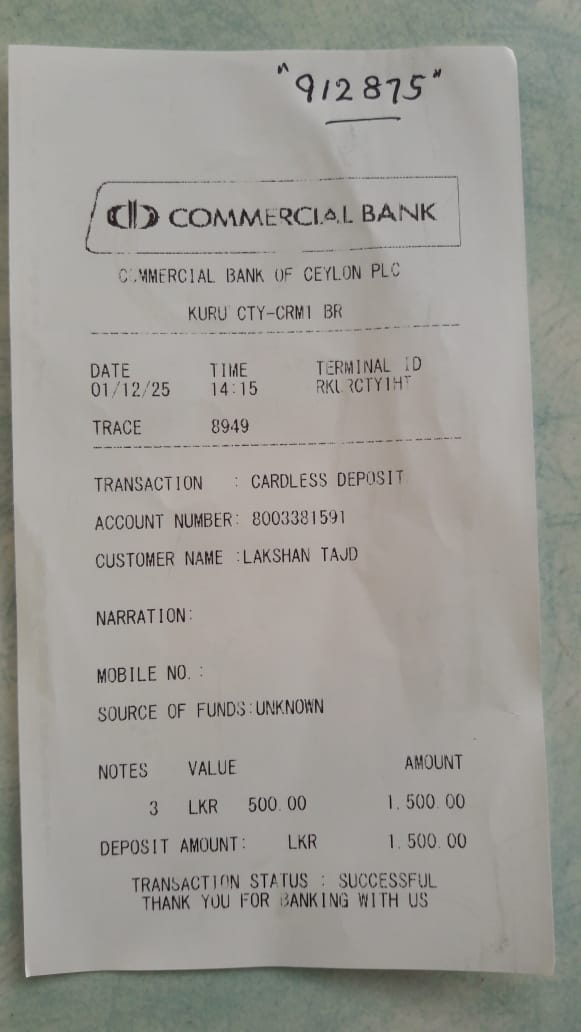 "912875"
COMMERCIAL BANK
COMMERCIAL BANK OF CEYLON PLC
KURU CTY-CRM1 BR
DATE TIME TERMINAL ID
01/12/25 14:15
TRACE 8949
TRANSACTION : CARDLESS DEPOSIT
ACCOUNT NUMBER: 8003381591
CUSTOMER NAME :LAKSHAN TAJD
NARRATION:
MOBILE NO. :
SOURCE OF FUNDS:UNKNOWN
NOTES VALUE AMOUNT
3 LKR 500.00 1,500.00
DEPOSIT AMOUNT: LKR 1,500.00
TRANSACTION STATUS : SUCCESSFUL
THANK YOU FOR BANKING WITH US